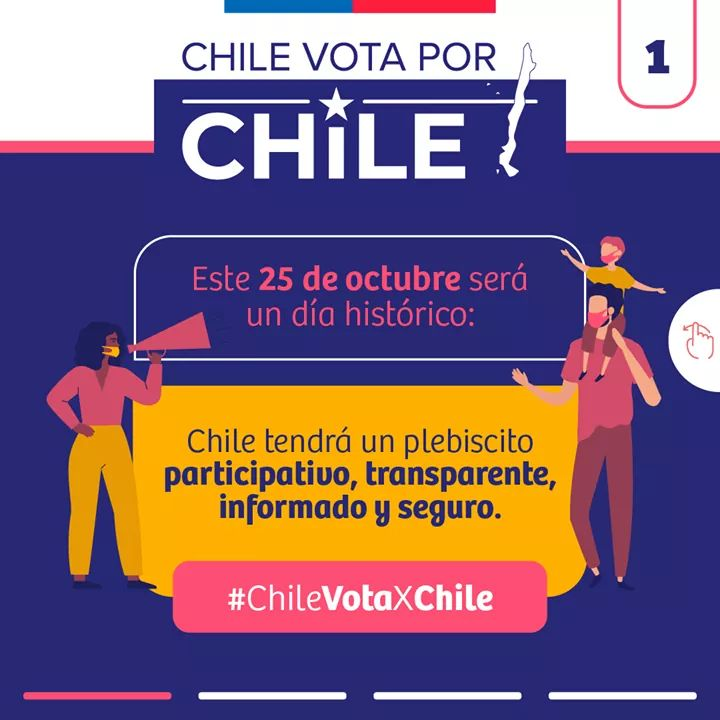 CHILE VOTA POR
CHiLE
1
Este 25 de octubre será
un día histórico:
Chile tendrá un plebiscito
participativo, transparente,
informado y seguro.
#ChileVotaXChile